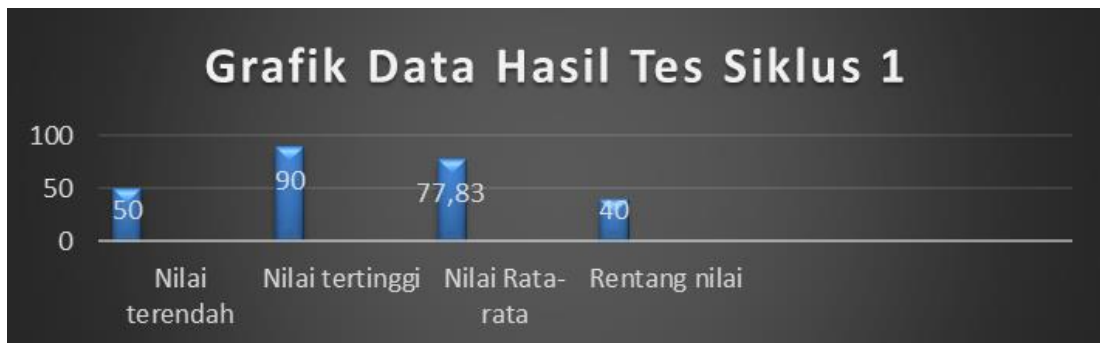 Grafik Data Hasil Tes Siklus 1
100
50
0
50
90
77,83
40
Nilai
terendah
Nilai tertinggi
Nilai Rata-
rata
Rentang nilai